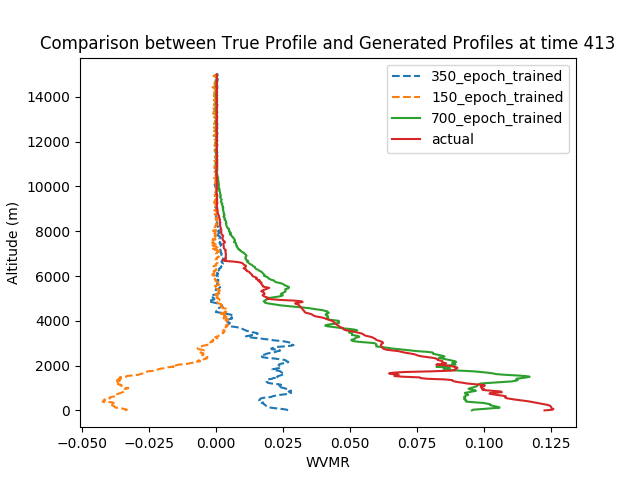 Comparison between True Profile and Generated Profiles at time 413
350_epoch_trained
150_epoch_trained
700_epoch_trained
actual
14000
12000
10000
8000
6000
4000
2000
0
Altitude (m)
−0.050 −0.025 0.000 0.025 0.050 0.075 0.100 0.125
WVMR